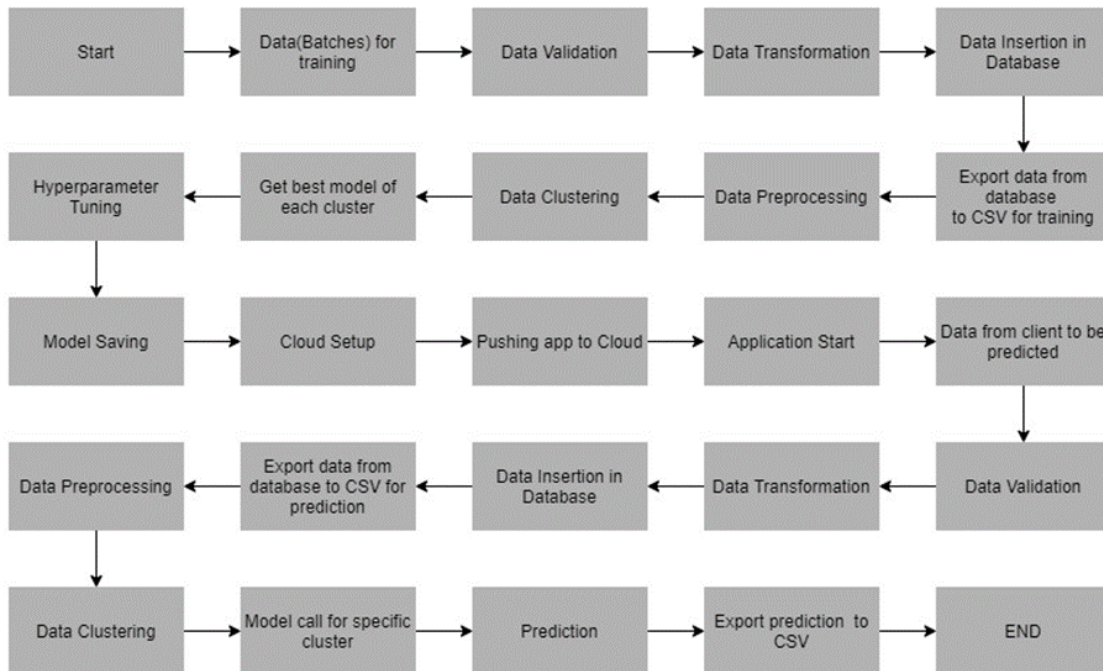 Start
Data(Batches) for
training
Data Validation
Data Transformation
Data Insertion in
Database
Export data from
database
to CSV for training
Data Preprocessing
Data Clustering
Get best model of
each cluster
Hyperparameter
Tuning
Model Saving
Cloud Setup
Pushing app to Cloud
Application Start
Data from client to be
predicted
Data Validation
Data Transformation
Data Insertion in
Database
Export data from
database to CSV for
prediction
Data Preprocessing
Data Clustering
Model call for specific
cluster
Prediction
Export prediction to
CSV
END